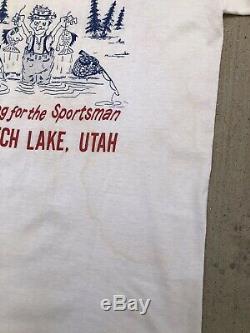 g for the Sportsman
CH LAKE, UTAH